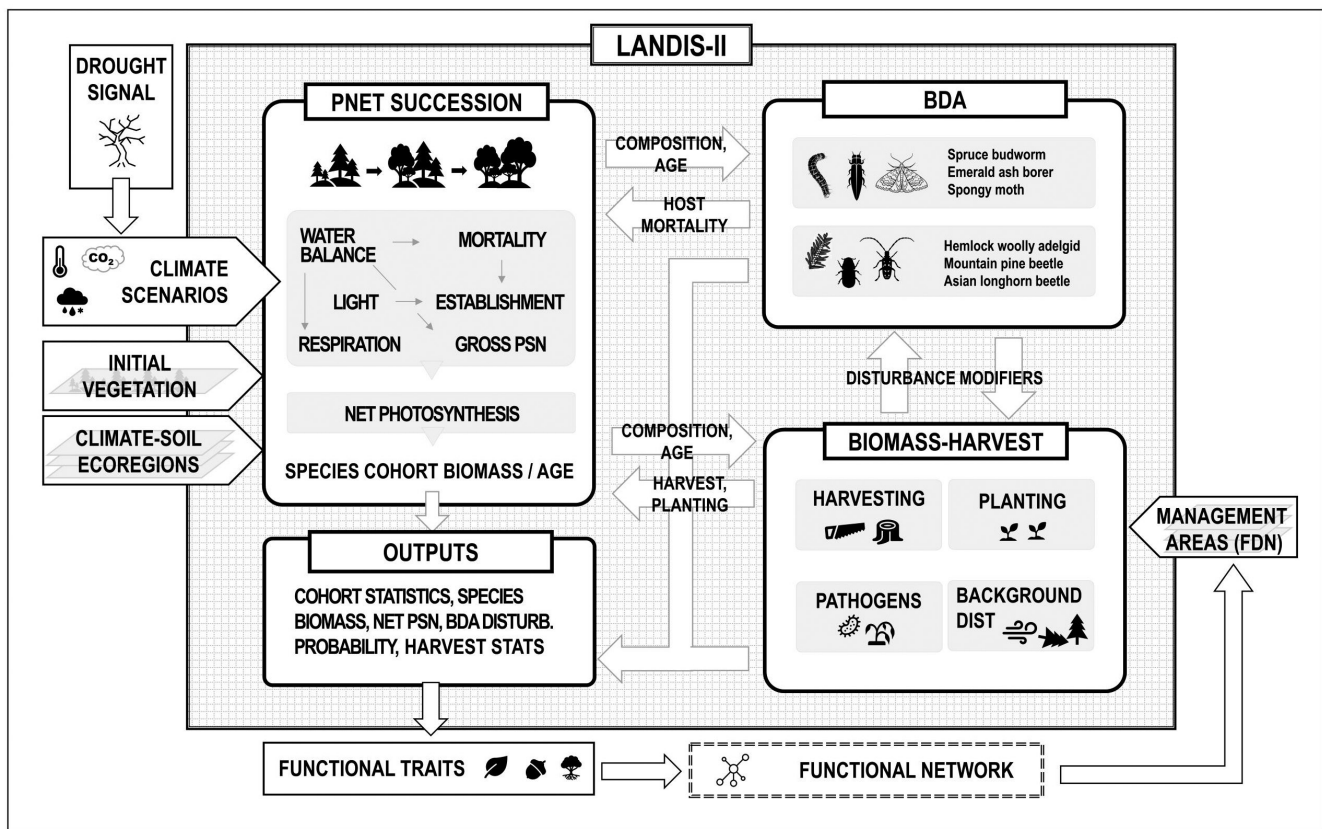 LANDIS-II
DROUGHT
SIGNAL
CO₂
CLIMATE
SCENARIOS
INITIAL
VEGETATION
CLIMATE-SOIL
ECOREGIONS
PNET SUCCESSION
WATER
BALANCE
MORTALITY
LIGHT
ESTABLISHMENT
RESPIRATION
GROSS PSN
NET PHOTOSYNTHESIS
SPECIES COHORT BIOMASS / AGE
OUTPUTS
COHORT STATISTICS, SPECIES
BIOMASS, NET PSN, BDA DISTURB.
PROBABILITY, HARVEST STATS
COMPOSITION,
AGE
HOST
MORTALITY
BDA
Spruce budworm
Emerald ash borer
Spongy moth
Hemlock woolly adelgid
Mountain pine beetle
Asian longhorn beetle
DISTURBANCE MODIFIERS
COMPOSITION,
AGE
HARVEST,
PLANTING
BIOMASS-HARVEST
HARVESTING
PLANTING
PATHOGENS
BACKGROUND
DIST
MANAGEMENT
AREAS (FDN)
FUNCTIONAL TRAITS
FUNCTIONAL NETWORK